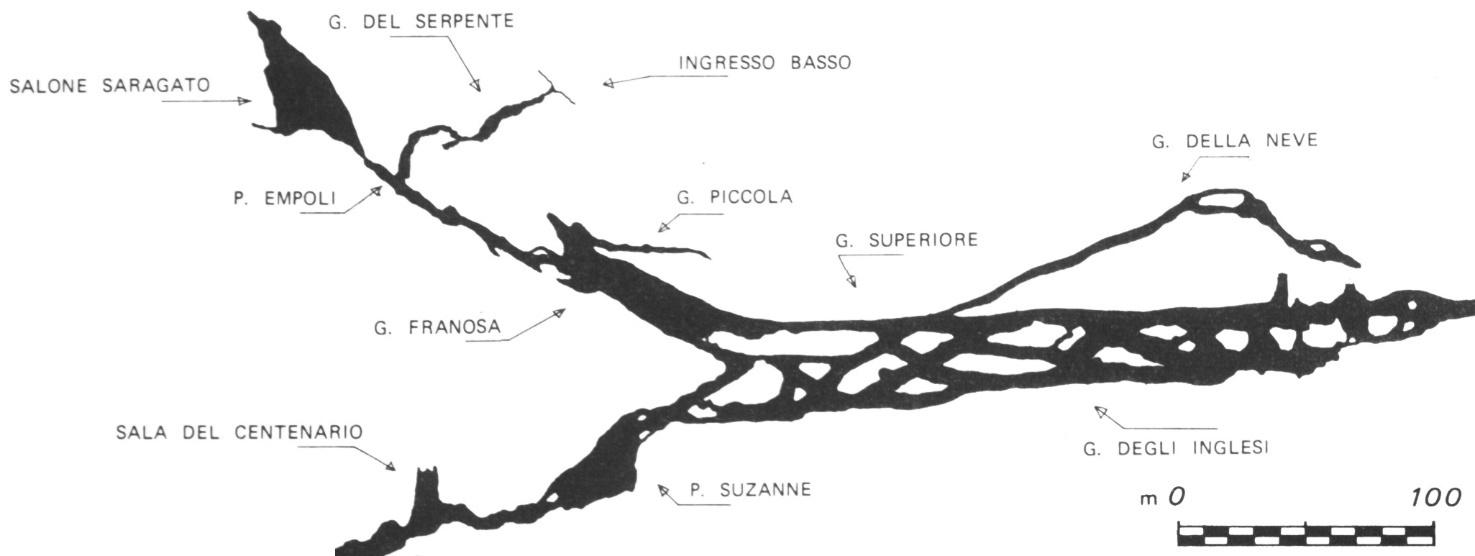 G. DEL SERPENTE
INGRESSO BASSO
SALONE SARAGATO
G. DELLA NEVE
P. EMPOLI
G. PICCOLA
G. SUPERIORE
G. FRANOSA
SALA DEL CENTENARIO
G. DEGLI INGLESI
P. SUZANNE
m 0 100